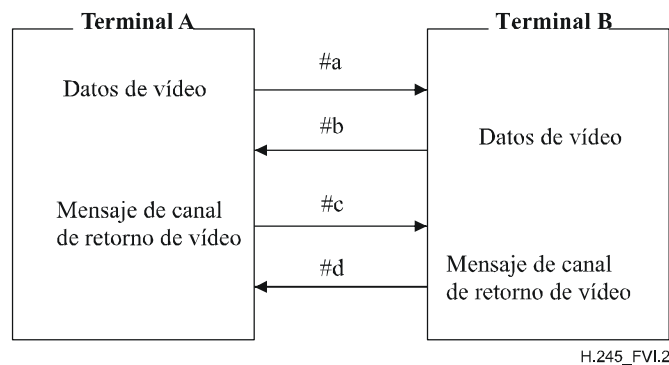 Terminal A
Terminal B
#a
Datos de vídeo
#b
Datos de vídeo
Mensaje de canal
de retorno de vídeo
#c
#d
Mensaje de canal
de retorno de vídeo
H.245_FVI.2